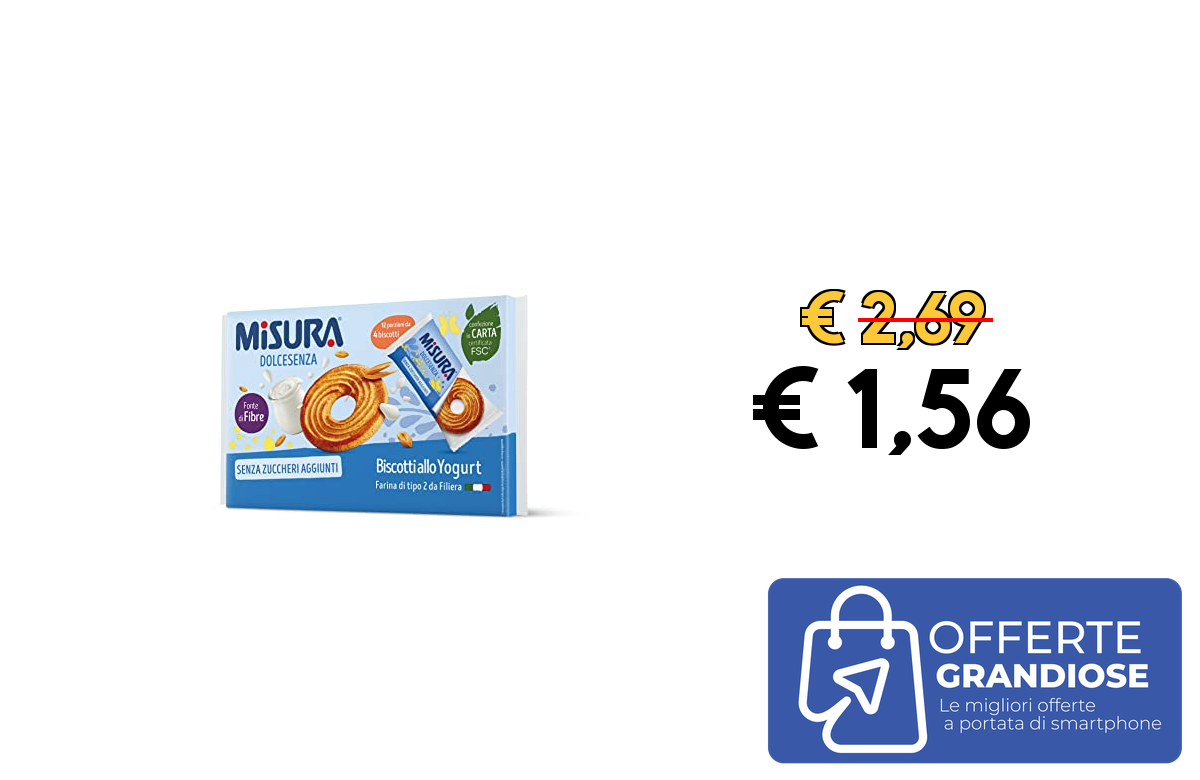 MiSURA®
DOLCESENZA
12 porzioni da
4 biscotti
confezione
in CARTA
certificata
FSC®
MiSURA
DOLCESENZA
Fonte
di Fibre
SENZA ZUCCHERI AGGIUNTI
Biscotti allo Yogurt
Farina di tipo 2 da Filiera
€ 2,69
€ 1,56
OFFERTE
GRANDIOSE
Le migliori offerte
a portata di smartphone